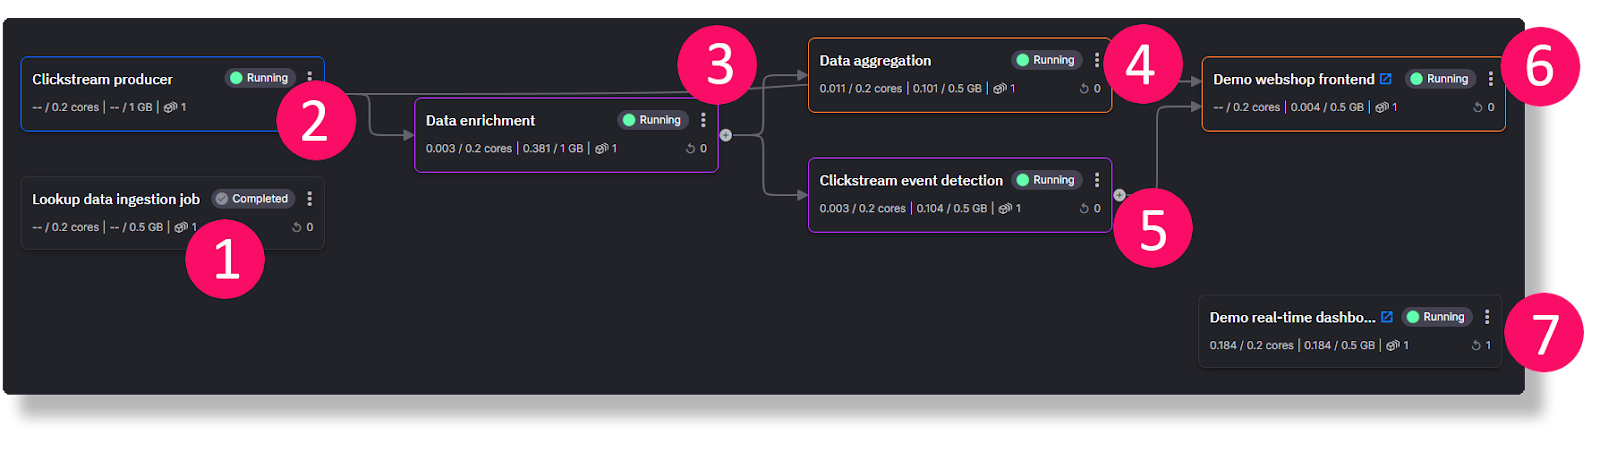 Clickstream producer
Running
-- / 0.2 cores | -- / 1 GB | 1
2
Lookup data ingestion job
Completed
-- / 0.2 cores | -- / 0.5 GB | 1
0
1
Data enrichment
Running
0.003 / 0.2 cores | 0.381 / 1 GB | 1
0
3
Data aggregation
Running
0.011 / 0.2 cores | 0.101 / 0.5 GB | 1
0
4
Clickstream event detection
Running
0.003 / 0.2 cores | 0.104 / 0.5 GB | 1
0
5
Demo webshop frontend
Running
-- / 0.2 cores | 0.004 / 0.5 GB | 1
0
6
Demo real-time dashbo...
Running
0.184 / 0.2 cores | 0.184 / 0.5 GB | 1
1
7